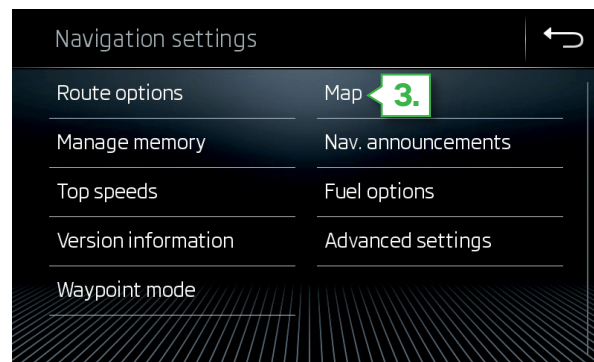 Navigation settings
Route options
Map
3.
Manage memory
Nav. announcements
Top speeds
Fuel options
Version information
Advanced settings
Waypoint mode